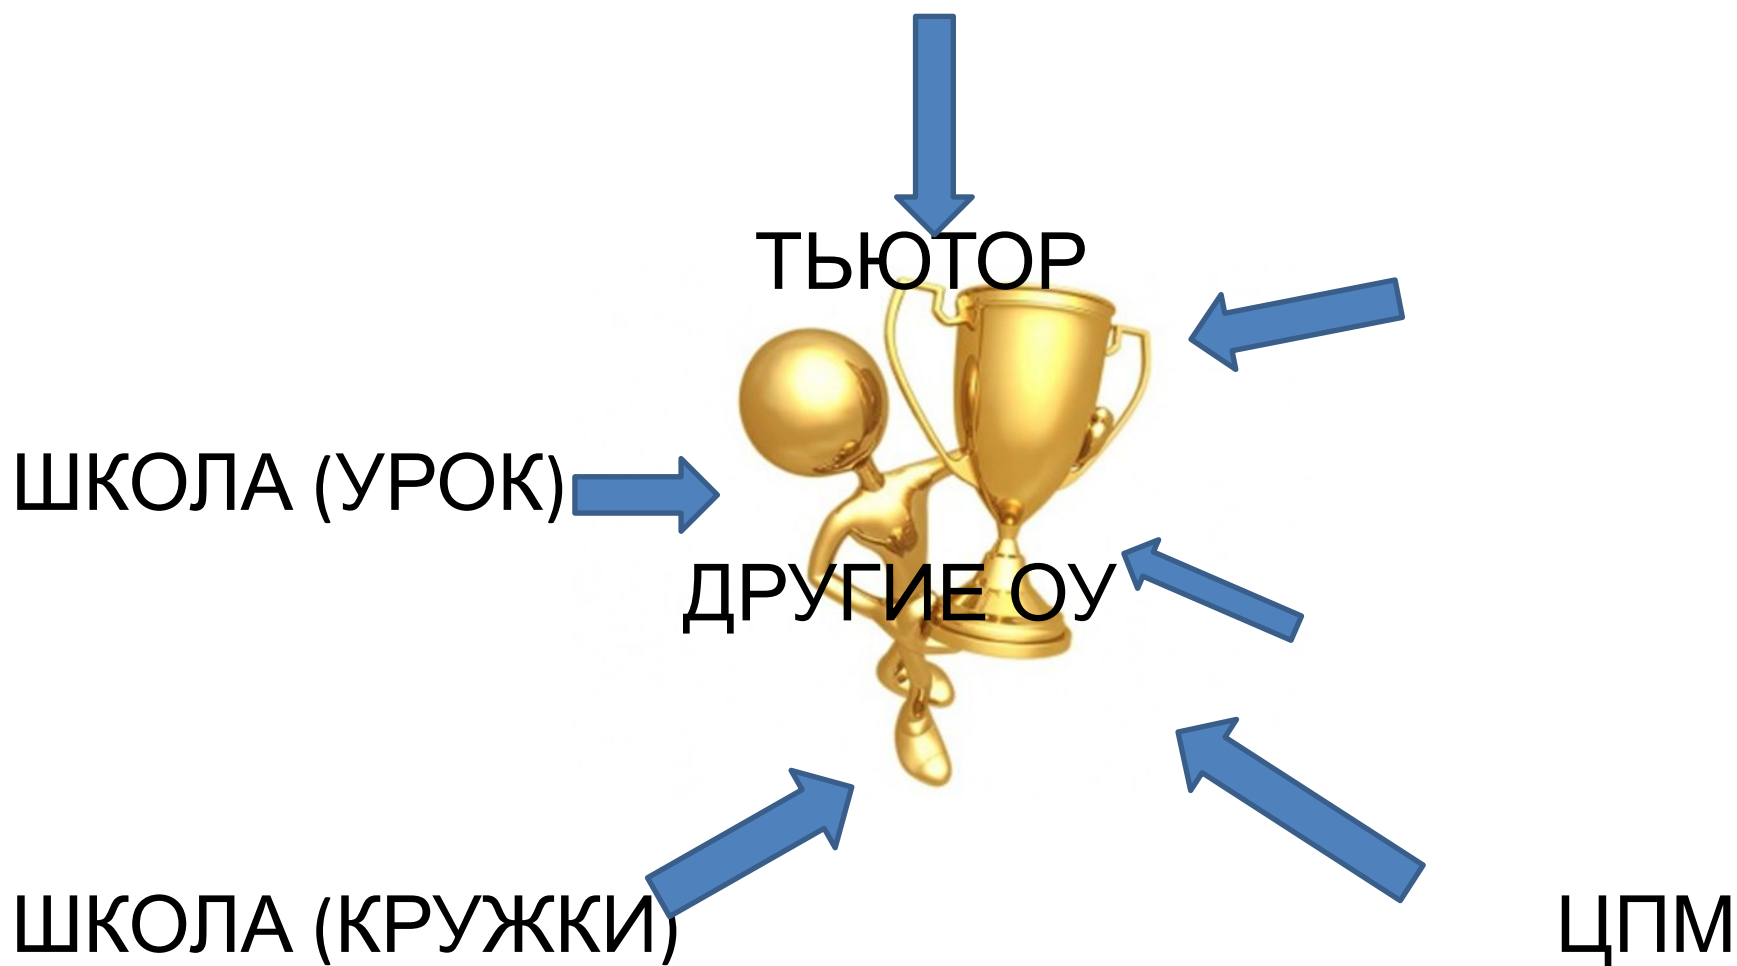 ТЬЮТОР
ШКОЛА (УРОК)
ДРУГИЕ ОУ
ШКОЛА (КРУЖКИ)
ЦПМ